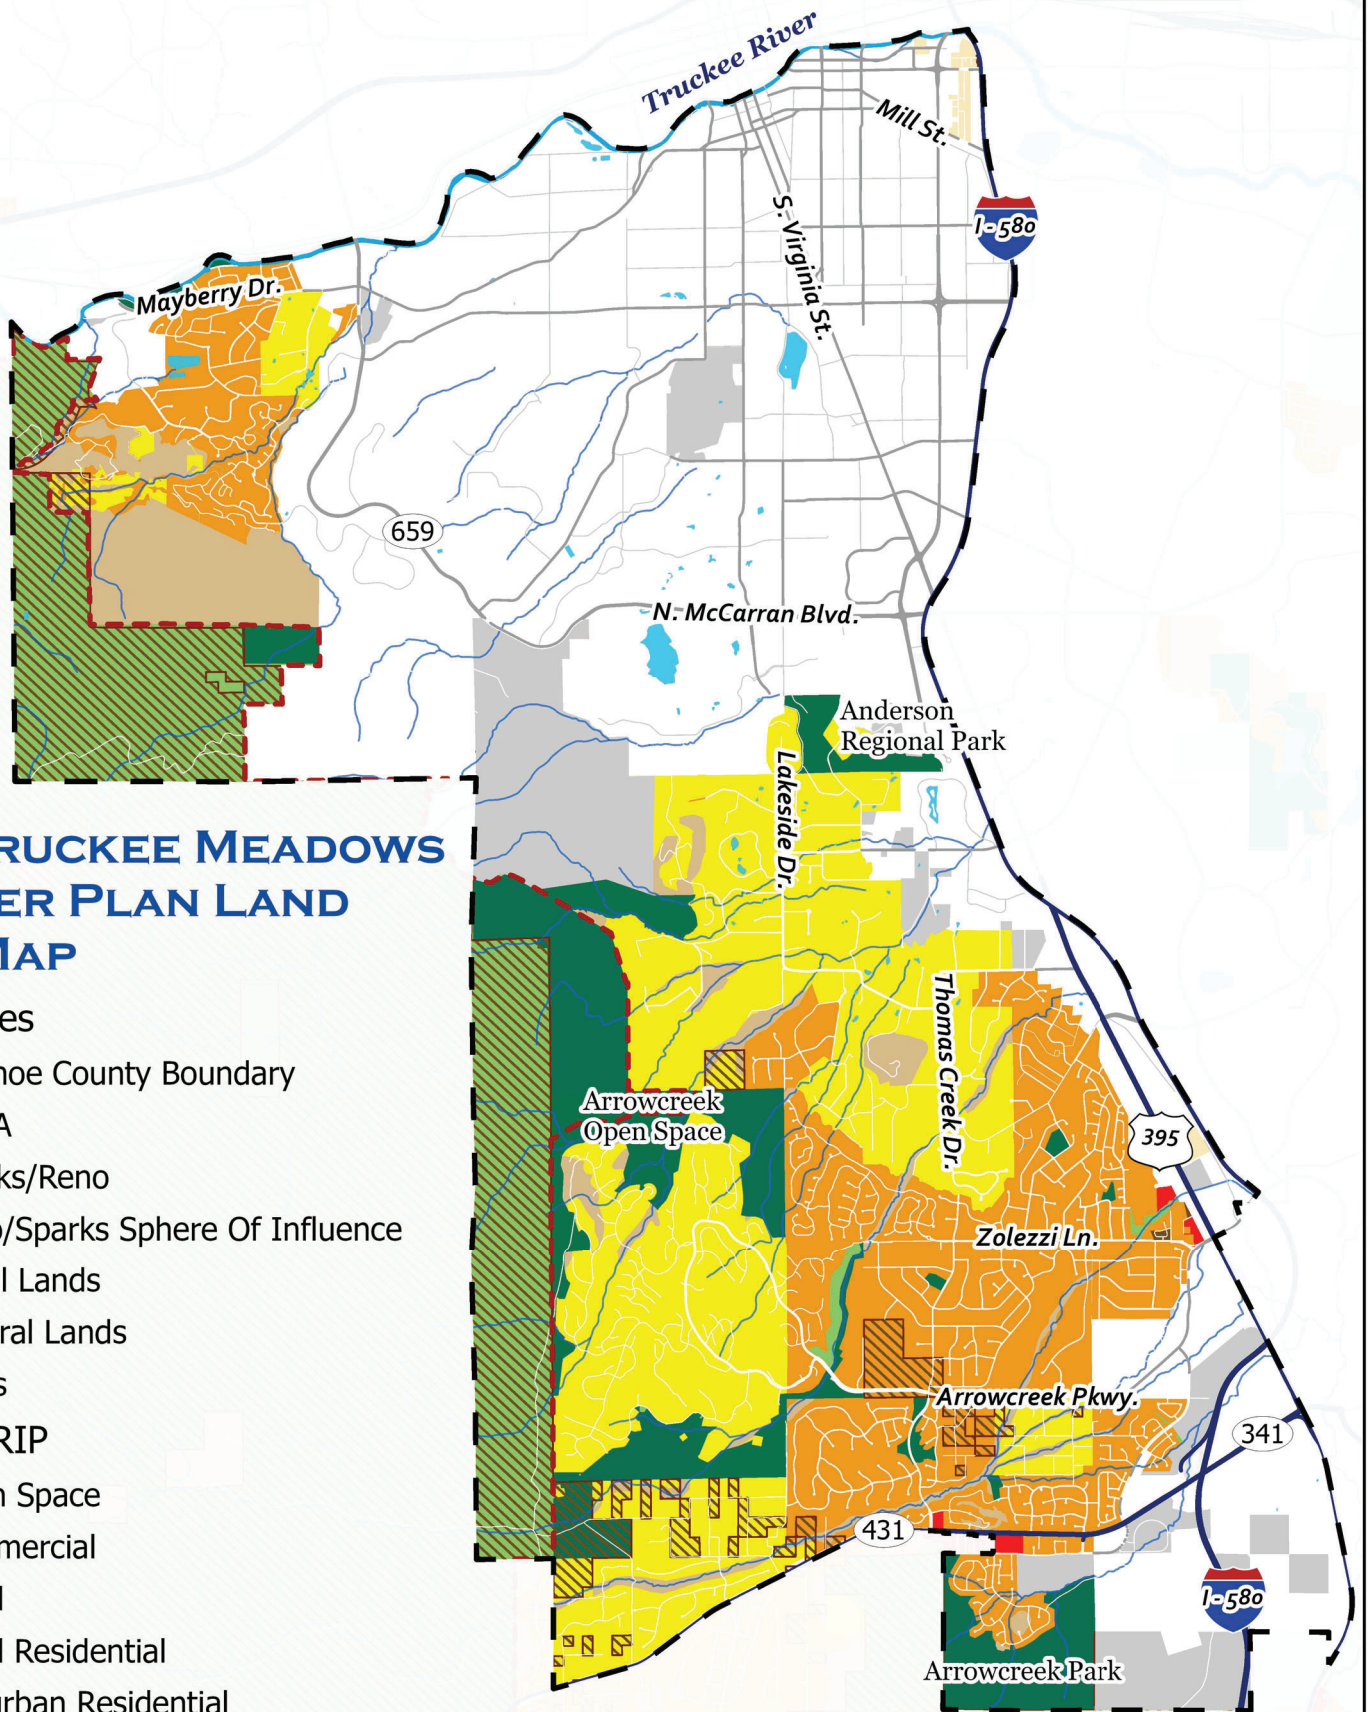 Truckee River
Mill St.
S. Virginia St.
I-580
Mayberry Dr.
659
N. McCarran Blvd.
Anderson
Regional Park
Lakeside Dr.
RUCKEE MEADOWS
ER PLAN LAND
MAP
es
hoe County Boundary
A
ks/Reno
o/Sparks Sphere Of Influence
l Lands
ral Lands
s
RIP
n Space
mmercial
l
l Residential
urban Residential
Thomas Creek Dr.
Arrowcreek
Open Space
395
Zolezzi Ln.
Arrowcreek Pkwy.
341
431
I-580
Arrowcreek Park